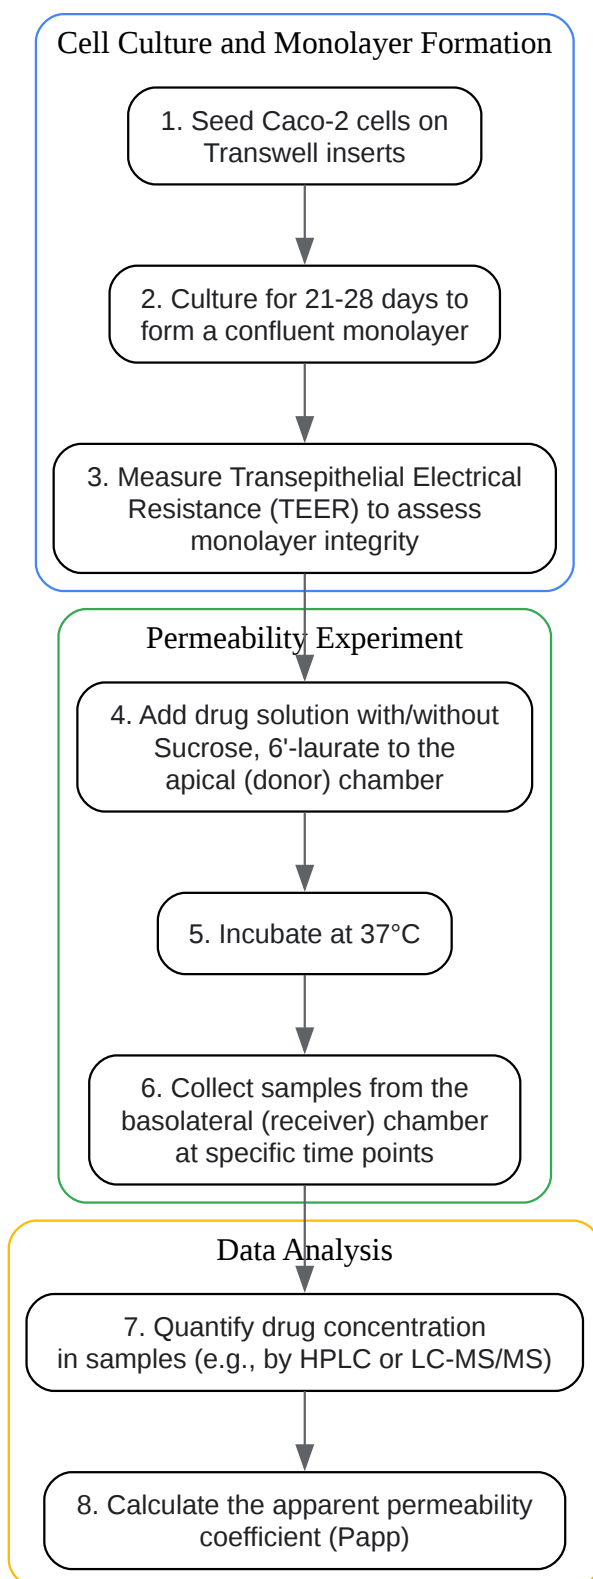 Cell Culture and Monolayer Formation
1. Seed Caco-2 cells on
Transwell inserts
2. Culture for 21-28 days to
form a confluent monolayer
3. Measure Transepithelial Electrical
Resistance (TEER) to assess
monolayer integrity
Permeability Experiment
4. Add drug solution with/without
Sucrose, 6'-laurate to the
apical (donor) chamber
5. Incubate at 37°C
6. Collect samples from the
basolateral (receiver) chamber
at specific time points
Data Analysis
7. Quantify drug concentration
in samples (e.g., by HPLC or LC-MS/MS)
8. Calculate the apparent permeability
coefficient (Papp)